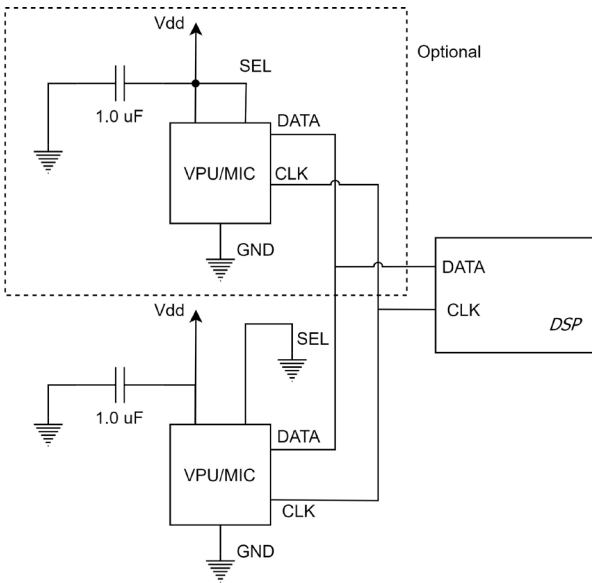 Vdd
Optional
SEL
1.0 uF
DATA
VPU/MIC
CLK
GND
DATA
CLK
DSP
Vdd
SEL
1.0 uF
DATA
VPU/MIC
CLK
GND